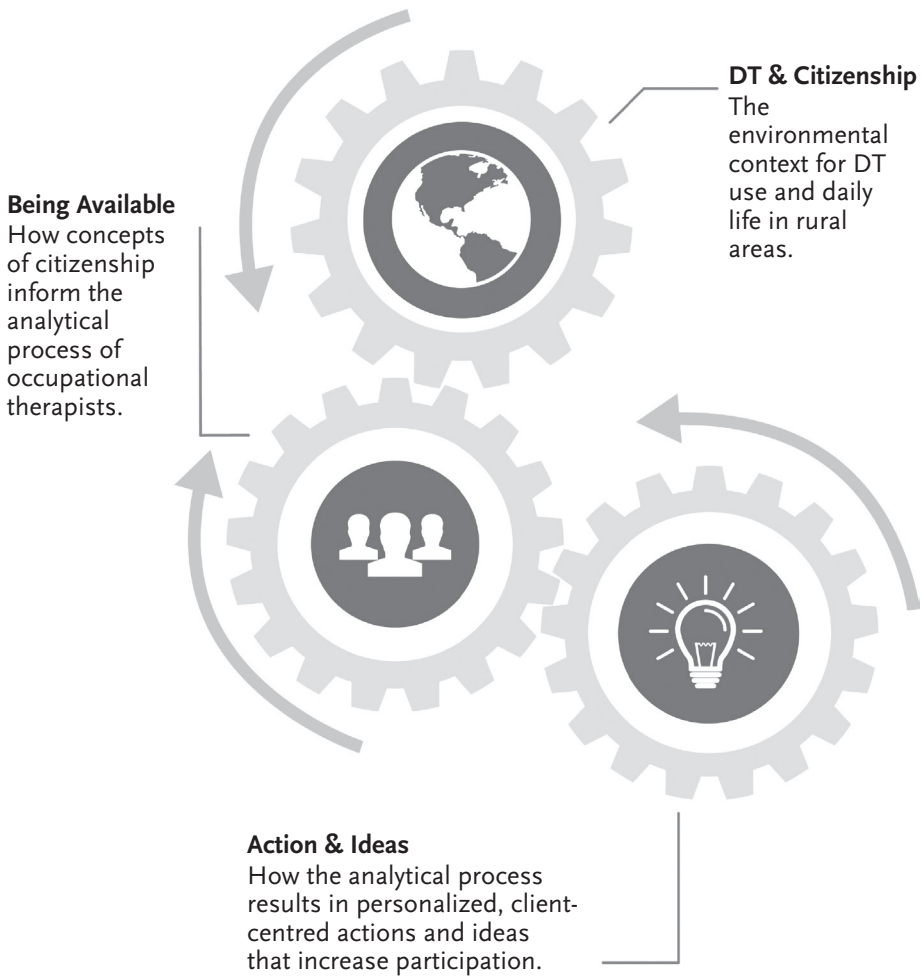 DT & Citizenship
The
environmental
context for DT
use and daily
life in rural
areas.
Being Available
How concepts
of citizenship
inform the
analytical
process of
occupational
therapists.
Action & Ideas
How the analytical process
results in personalized, client-
centred actions and ideas
that increase participation.